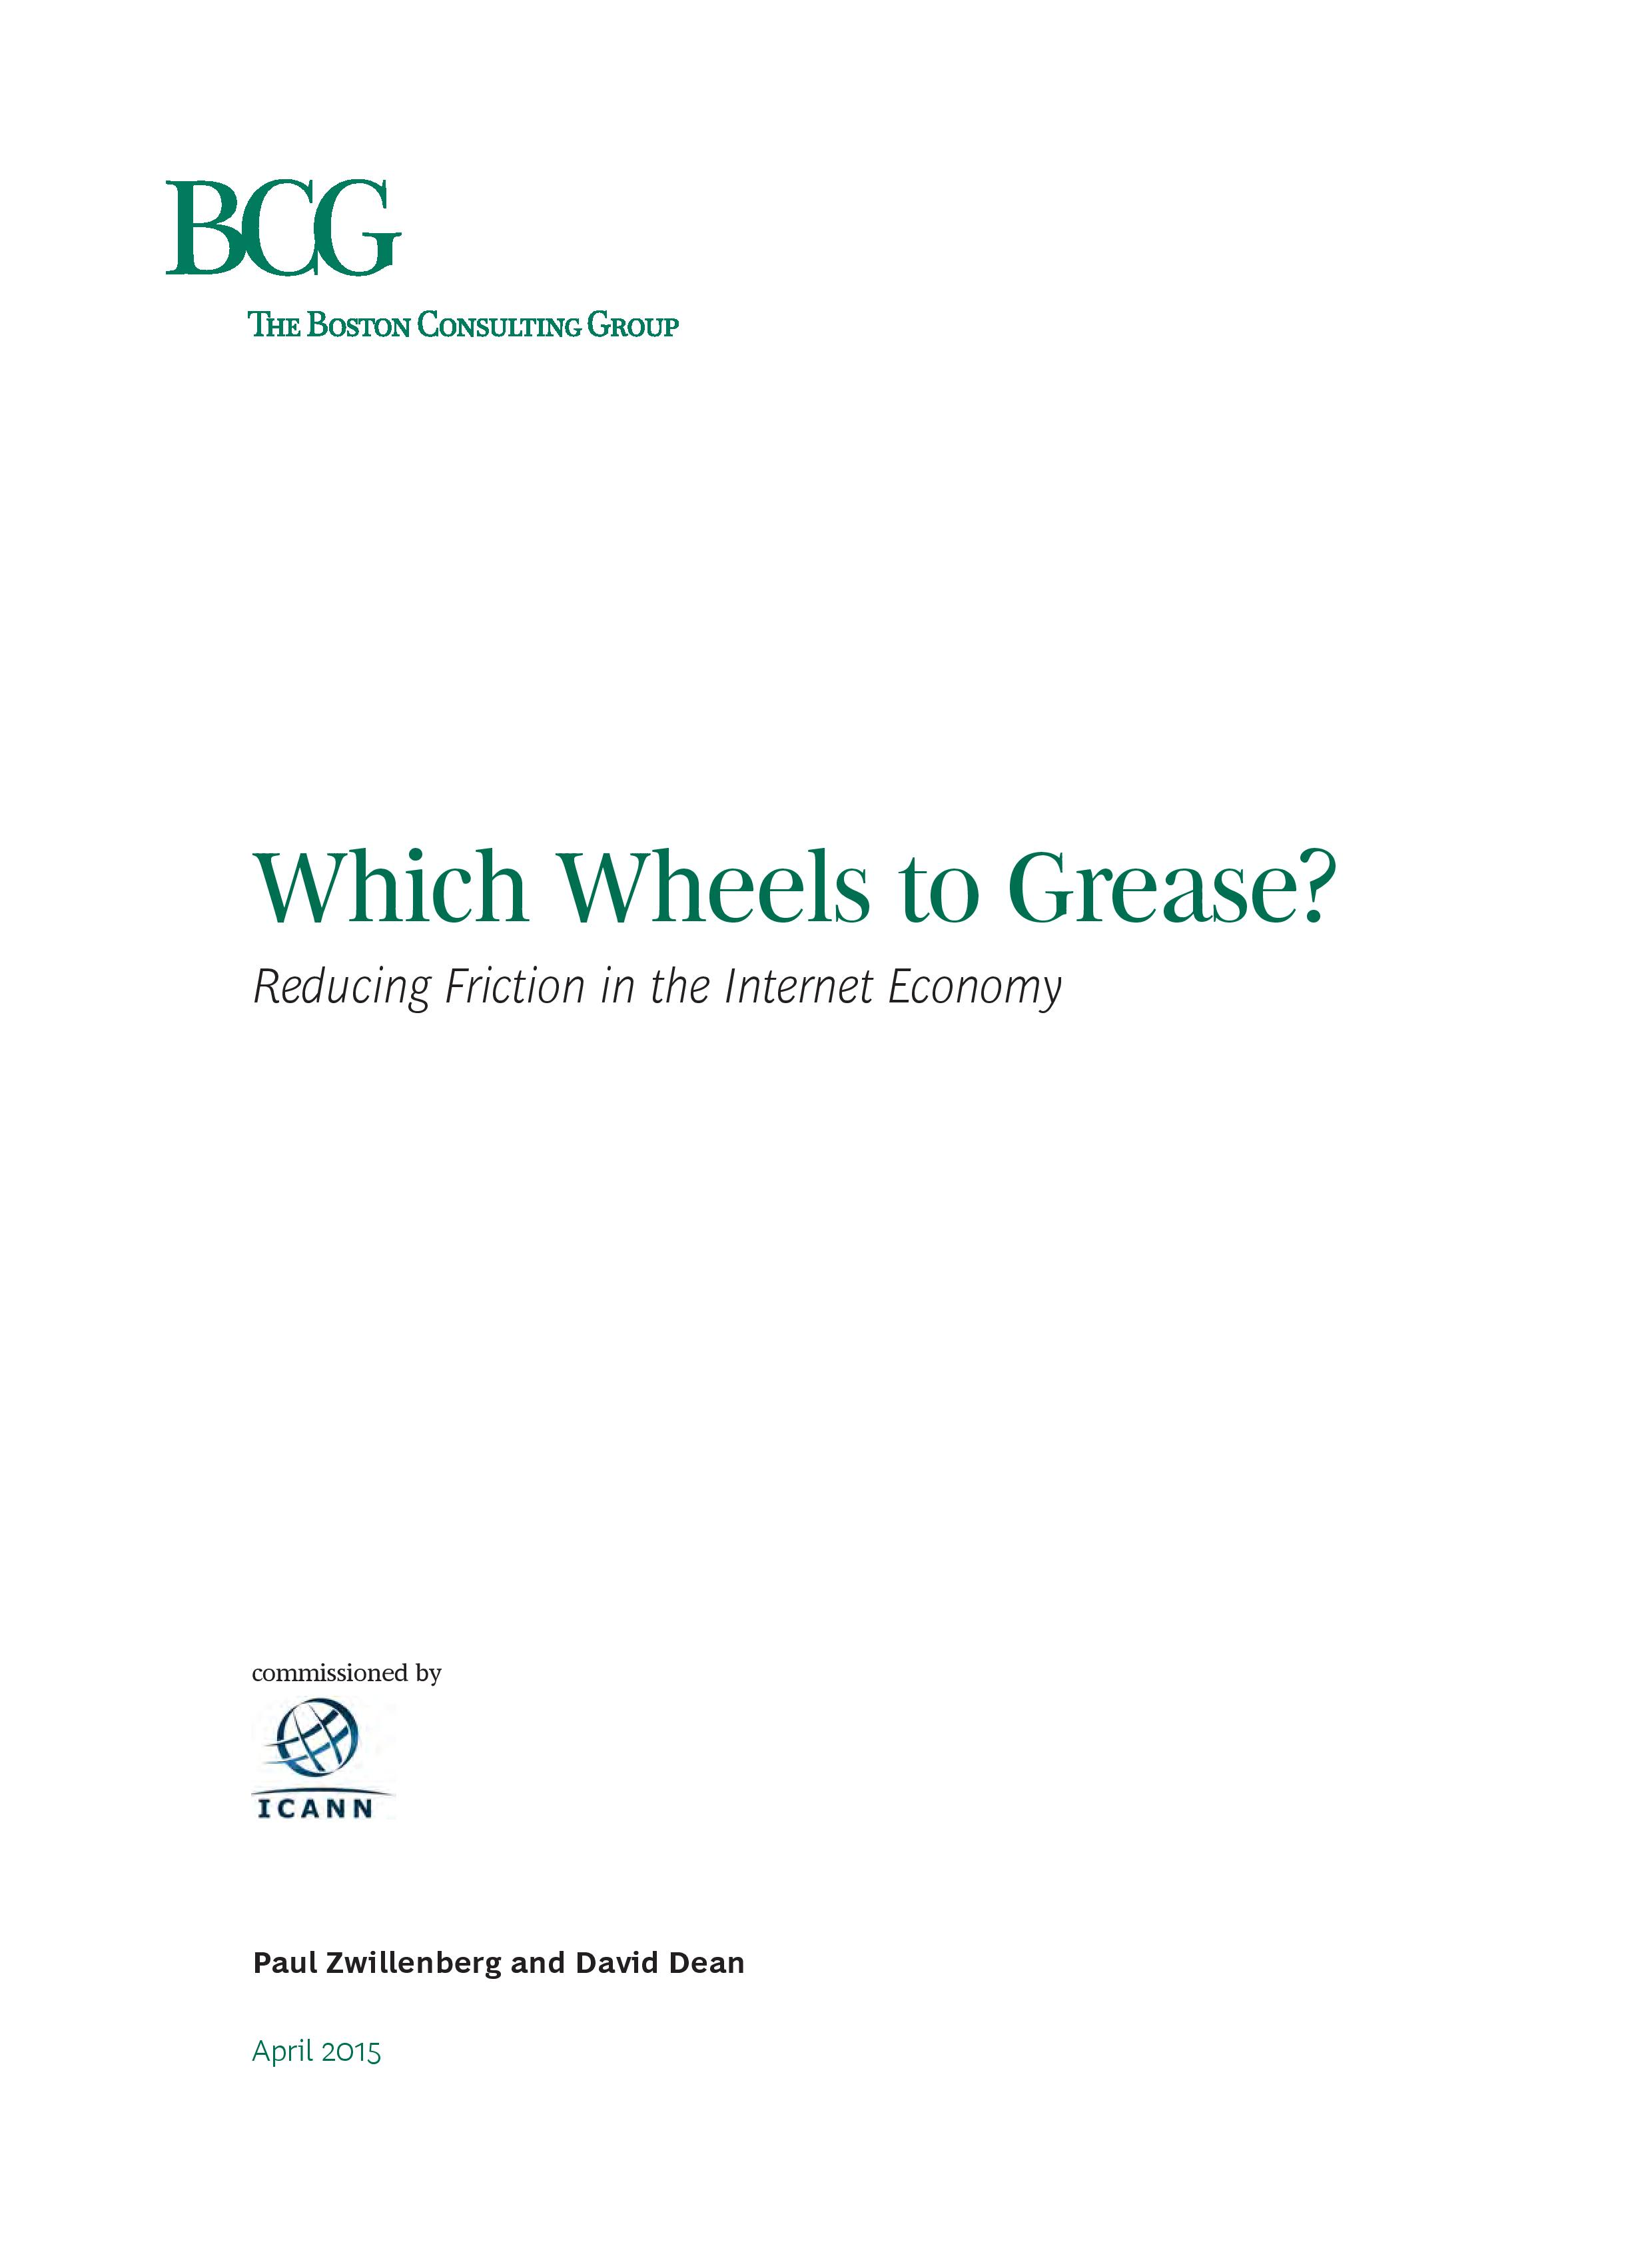 BCG
THE BOSTON CONSULTING GROUP
Which Wheels to Grease?
Reducing Friction in the Internet Economy
commissioned by
ICANN
Paul Zwillenberg and David Dean
April 2015